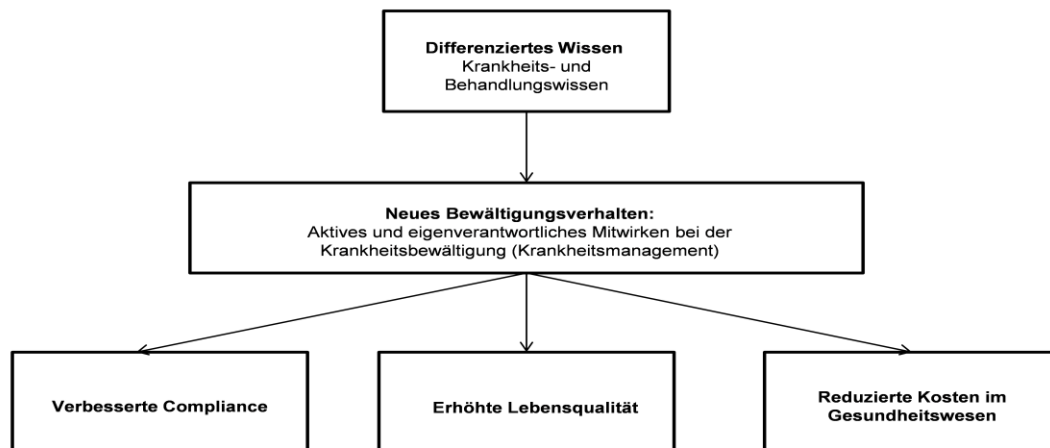 Differenziertes Wissen
Krankheits- und
Behandlungswissen
Neues Bewältigungsverhalten:
Aktives und eigenverantwortliches Mitwirken bei der
Krankheitsbewältigung (Krankheitsmanagement)
Verbesserte Compliance
Erhöhte Lebensqualität
Reduzierte Kosten im
Gesundheitswesen